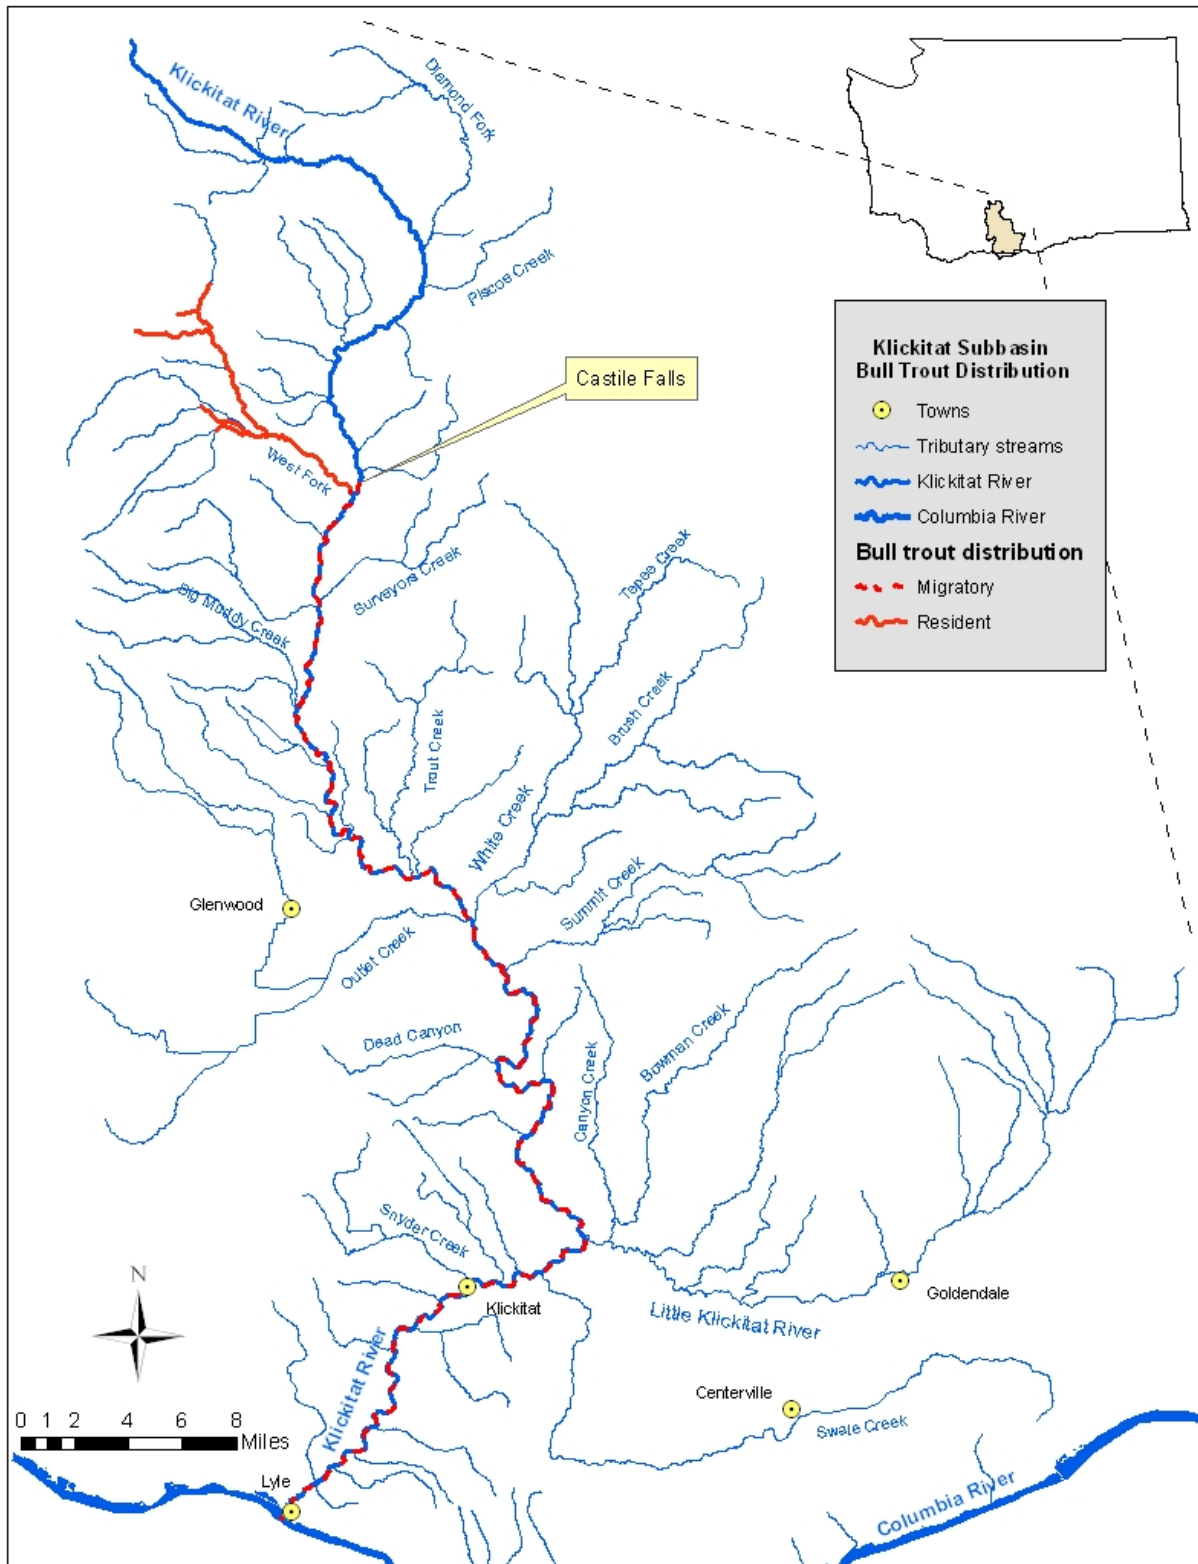 Klickitat River
Diamond Fork
Piscoe Creek
Castile Falls
West Fork
Surveyors Creek
Big Muddy Creek
Tepee Creek
Brush Creek
Trout Creek
White Creek
Summit Creek
Glenwood
Outlet Creek
Dead Canyon
Canyon Creek
Bowman Creek
Snyder Creek
Klickitat
Little Klickitat River
Goldendale
Centerville
Swale Creek
Klickitat River
Lyle
Columbia River
N
0 1 2 4 6 8
Miles
Klickitat Subbasin
Bull Trout Distribution
Towns
Tributary streams
Klickitat River
Columbia River
Bull trout distribution
Migratory
Resident